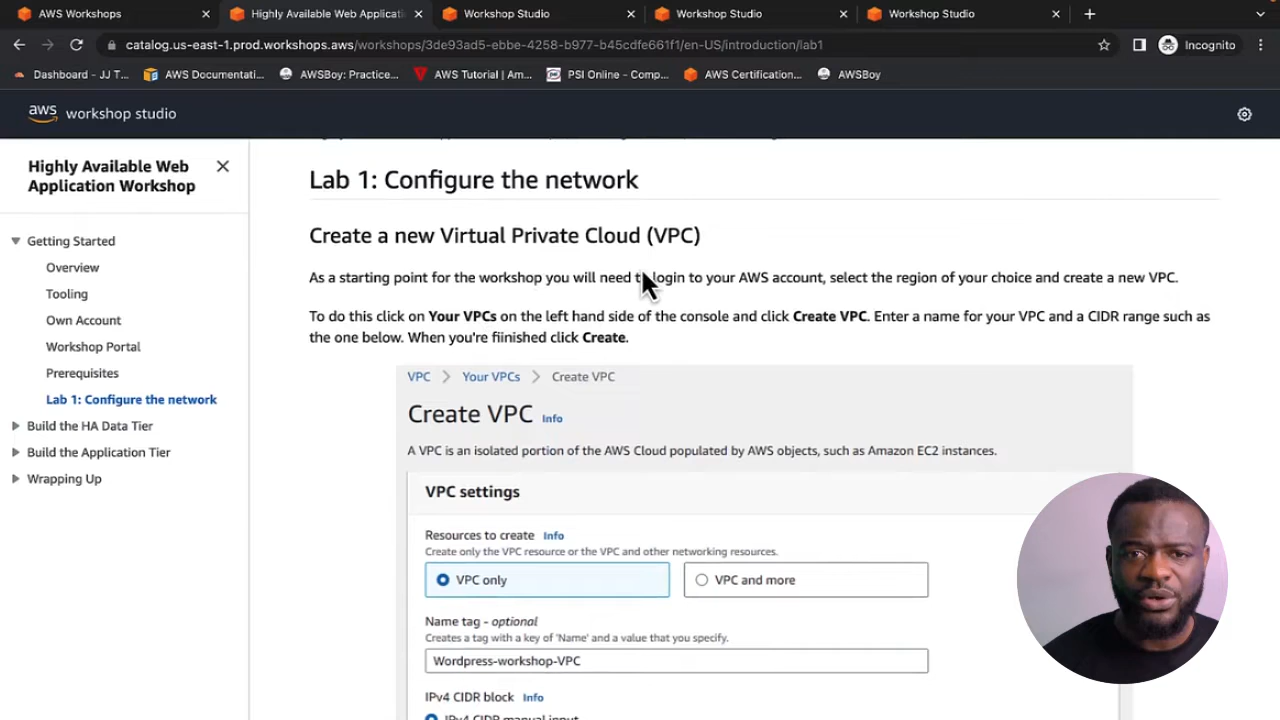 AWS Workshops
Highly Available Web Applicati
Workshop Studio
Workshop Studio
Workshop Studio
catalog.us-east-1.prod.workshops.aws/workshops/3de93ad5-ebbe-4258-b977-b45cdfe661f1/en-US/introduction/lab1
Incognito
Dashboard - JJ T...
AWS Documentati...
AWSBoy: Practice...
AWS Tutorial | Am...
PSI Online - Comp...
AWS Certification...
AWSBoy
aws workshop studio
Highly Available Web
Application Workshop
Getting Started
Overview
Tooling
Own Account
Workshop Portal
Prerequisites
Lab 1: Configure the network
Build the HA Data Tier
Build the Application Tier
Wrapping Up
Lab 1: Configure the network
Create a new Virtual Private Cloud (VPC)
As a starting point for the workshop you will need to login to your AWS account, select the region of your choice and create a new VPC.
To do this click on Your VPCs on the left hand side of the console and click Create VPC. Enter a name for your VPC and a CIDR range such as
the one below. When you're fiinished click Create.
VPC > Your VPCs > Create VPC
Create VPC Info
A VPC is an isolated portion of the AWS Cloud populated by AWS objects, such as Amazon EC2 instances.
VPC settings
Resources to create Info
Create only the VPC resource or the VPC and other networking resources.
VPC only
VPC and more
Name tag - optional
Creates a tag with a key of 'Name' and a value that you specify.
Wordpress-workshop-VPC
IPv4 CIDR block Info
IPv4 CIDR manual input